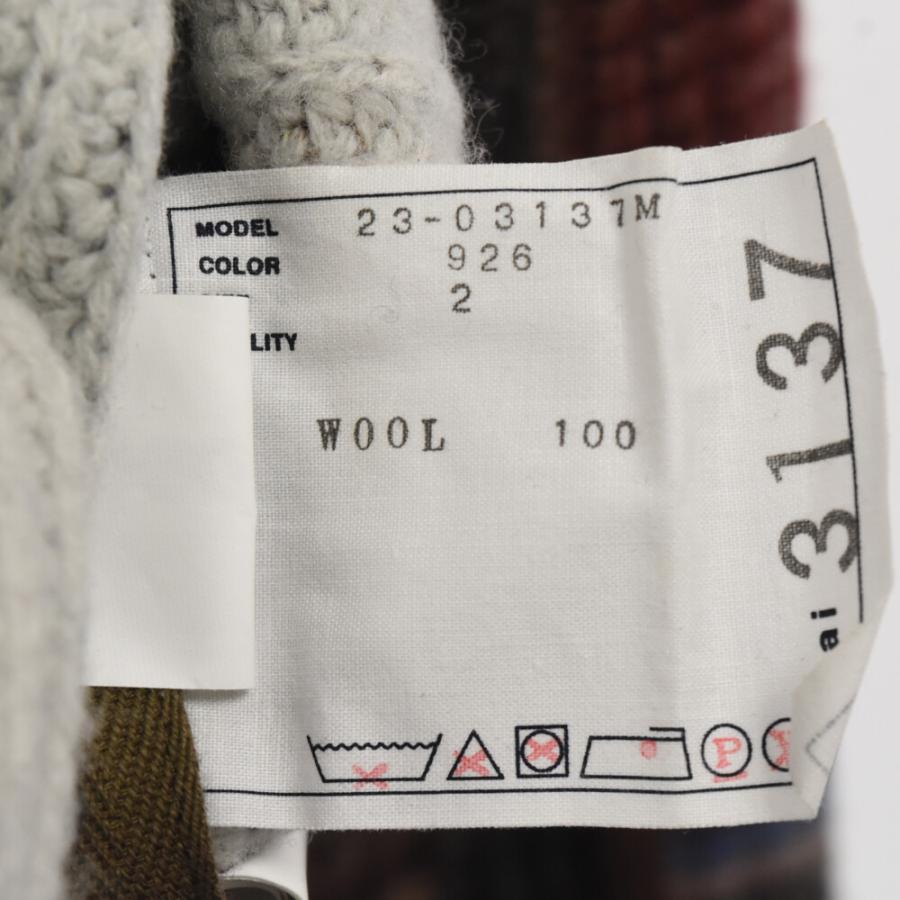 MODEL 23-03137M
COLOR 926
2
LITY
WOOL 100
P
3137
ai